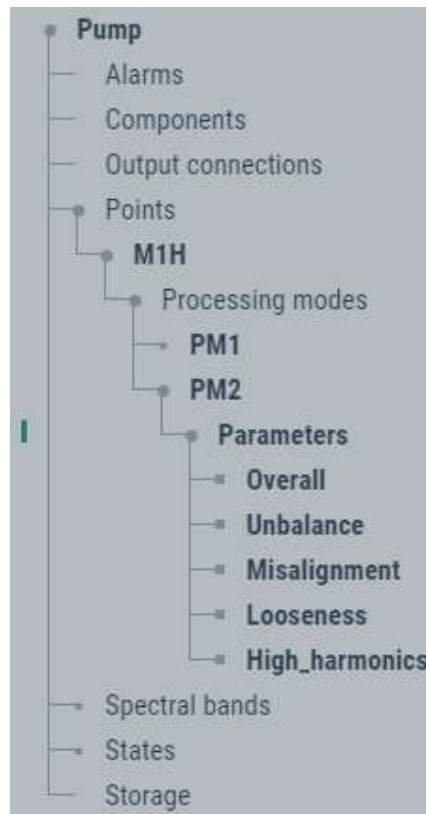 Pump
Alarms
Components
Output connections
Points
M1H
Processing modes
PM1
PM2
Parameters
Overall
Unbalance
Misalignment
Looseness
High_harmonics
Spectral bands
States
Storage